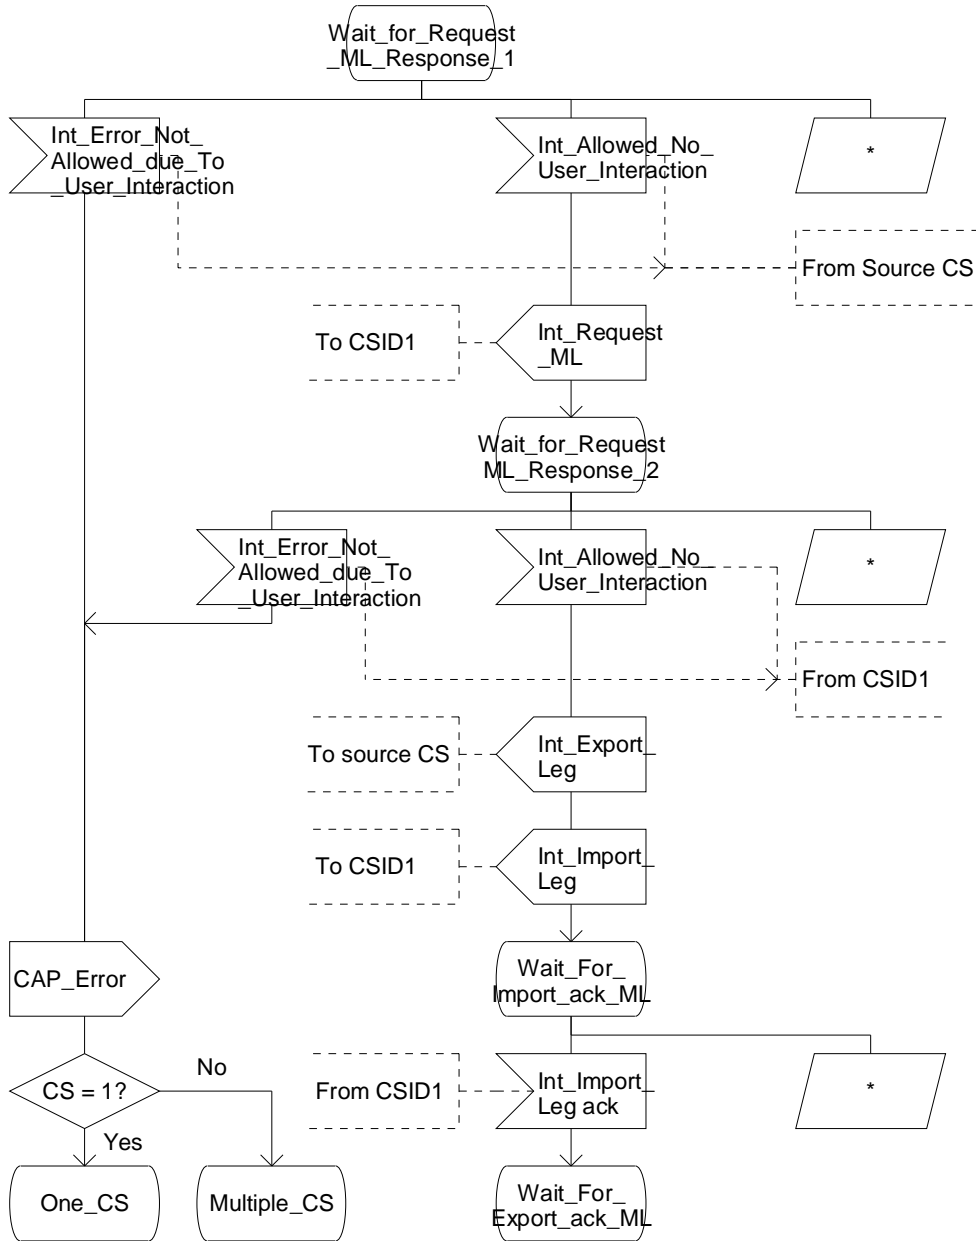 Wait_for_Request
_ML_Response_1
Int_Error_Not_
Allowed_due_To
_User_Interaction
Int_Allowed_No_
User_Interaction
*
From Source CS
To CSID1
Int_Request
_ML
Wait_for_Request
ML_Response_2
Int_Error_Not_
Allowed_due_To
_User_Interaction
Int_Allowed_No_
User_Interaction
*
From CSID1
To source CS
Int_Export_
Leg
To CSID1
Int_Import_
Leg
CAP_Error
Wait_For_
Import_ack_ML
CS = 1?
No
Yes
From CSID1
Int_Import_
Leg ack
*
One_CS
Multiple_CS
Wait_For_
Export_ack_ML